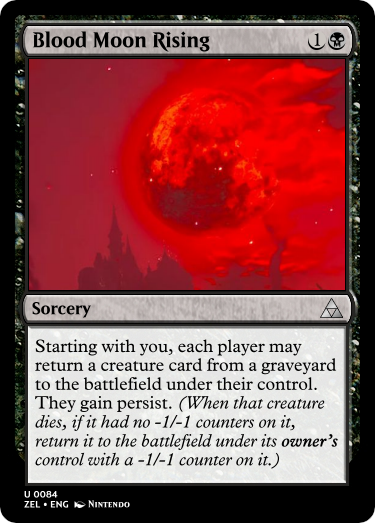 Blood Moon Rising 1
Sorcery
Starting with you, each player may
return a creature card from a graveyard
to the battlefield under their control.
They gain persist. (When that creature
dies, if it had no -1/-1 counters on it,
return it to the battlefield under its owner's
control with a -1/-1 counter on it.)
U 0084
ZEL • ENG Nintendo